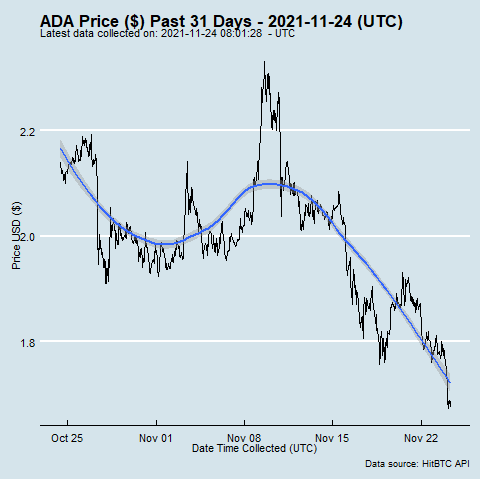 ADA Price ($) Past 31 Days - 2021-11-24 (UTC)
Latest data collected on: 2021-11-24 08:01:28 - UTC
2.2
2.0
1.8
Price USD ($)
Oct 25 Nov 01 Nov 08 Nov 15 Nov 22
Date Time Collected (UTC)
Data source: HitBTC API